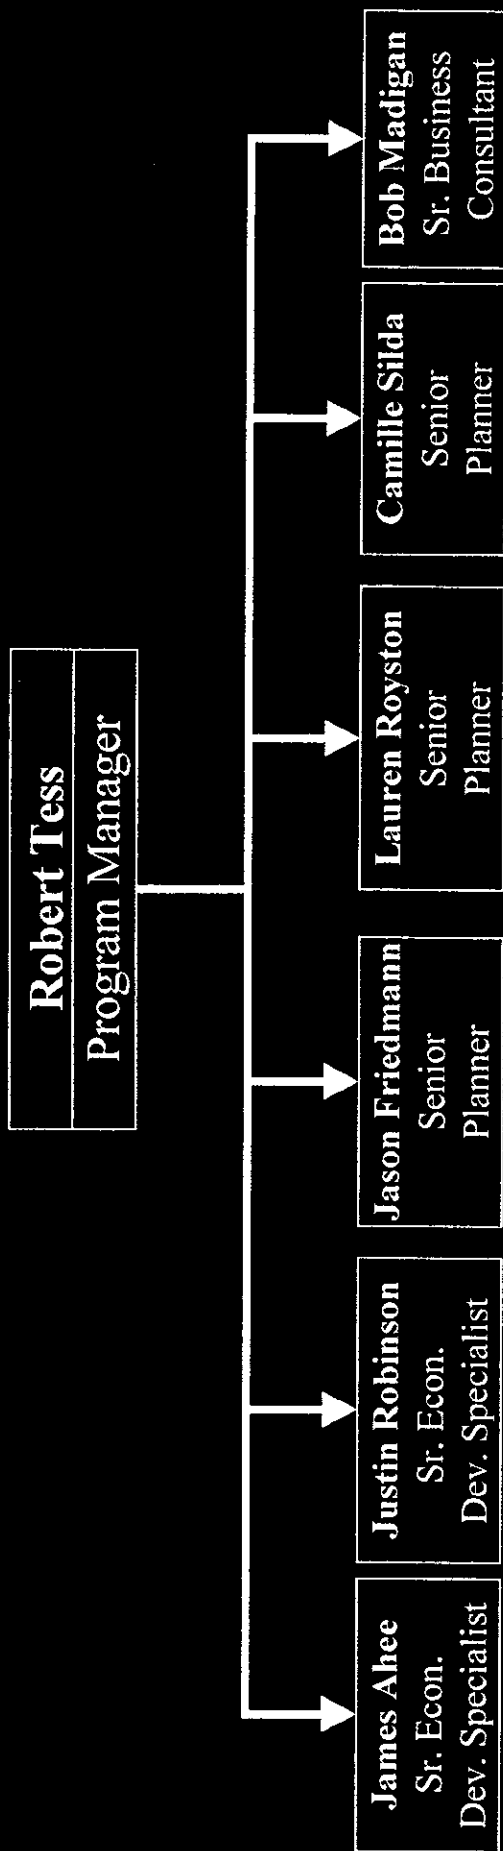 Robert Tess
Program Manager
James Ahee
Sr. Econ.
Dev. Specialist
Justin Robinson
Sr. Econ.
Dev. Specialist
Jason Friedmann
Senior
Planner
Lauren Royston
Senior
Planner
Camille Silda
Senior
Planner
Bob Madigan
Sr. Business
Consultant